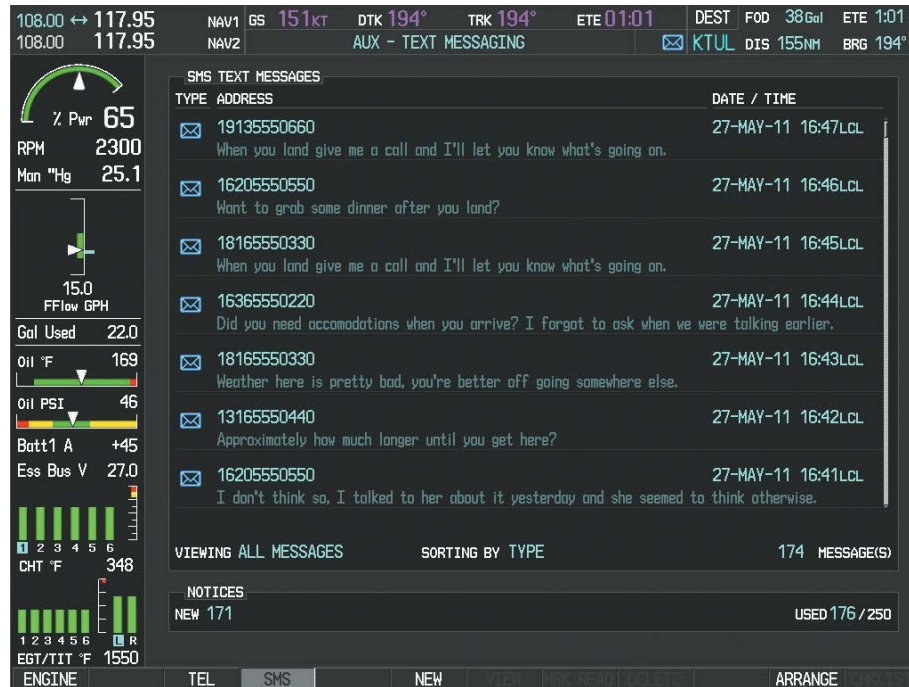 108.00 ↔ 117.95 NAV1 GS 151KT DTK 194° TRK 194° ETE 01:01 DEST FOD 38Gal ETE 1:01
108.00 117.95 NAV2 AUX - TEXT MESSAGING KTUL DIS 155NM BRG 194°
% Pwr 65
RPM 2300
Man "Hg 25.1
15.0
FFlow GPH
Gal Used 22.0
Oil °F 169
Oil PSI 46
Batt1 A +45
Ess Bus V 27.0
1 2 3 4 5 6
CHT °F 348
1 2 3 4 5 6 L R
EGT/TIT °F 1550
SMS TEXT MESSAGES
TYPE ADDRESS DATE / TIME
19135550660 27-MAY-11 16:47LCL
When you land give me a call and I'll let you know what's going on.
16205550550 27-MAY-11 16:46LCL
Want to grab some dinner after you land?
18165550330 27-MAY-11 16:45LCL
When you land give me a call and I'll let you know what's going on.
16365550220 27-MAY-11 16:44LCL
Did you need accomodations when you arrive? I forgot to ask when we were talking earlier.
18165550330 27-MAY-11 16:43LCL
Weather here is pretty bad, you're better off going somewhere else.
13165550440 27-MAY-11 16:42LCL
Approximately how much longer until you get here?
16205550550 27-MAY-11 16:41LCL
I don't think so, I talked to her about it yesterday and she seemed to think otherwise.
VIEWING ALL MESSAGES SORTING BY TYPE 174 MESSAGE(S)
NOTICES
NEW 171 USED 176 / 250
ENGINE TEL SMS NEW VIEW MRK READ DELETE ARRANGE CHKLIST